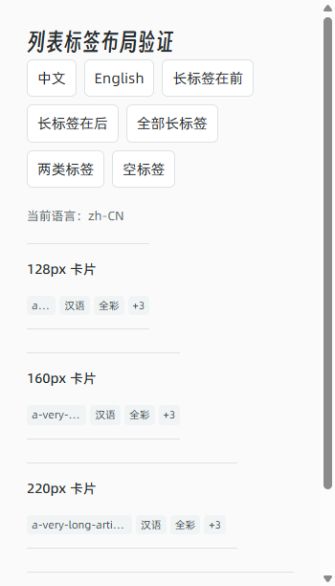 列表标签布局验证
中文 English 长标签在前
长标签在后 全部长标签
两类标签 空标签
当前语言：zh-CN
128px 卡片
a... 汉语 全彩 +3
160px 卡片
a-very-... 汉语 全彩 +3
220px 卡片
a-very-long-arti... 汉语 全彩 +3